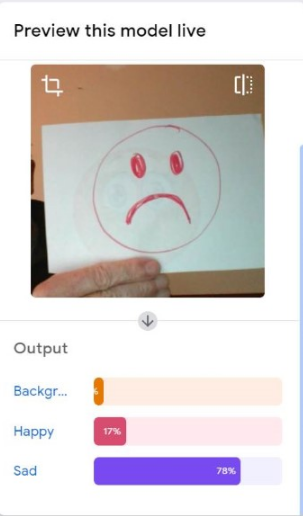 Preview this model live
Output
Backgr...
Happy
17%
Sad
78%